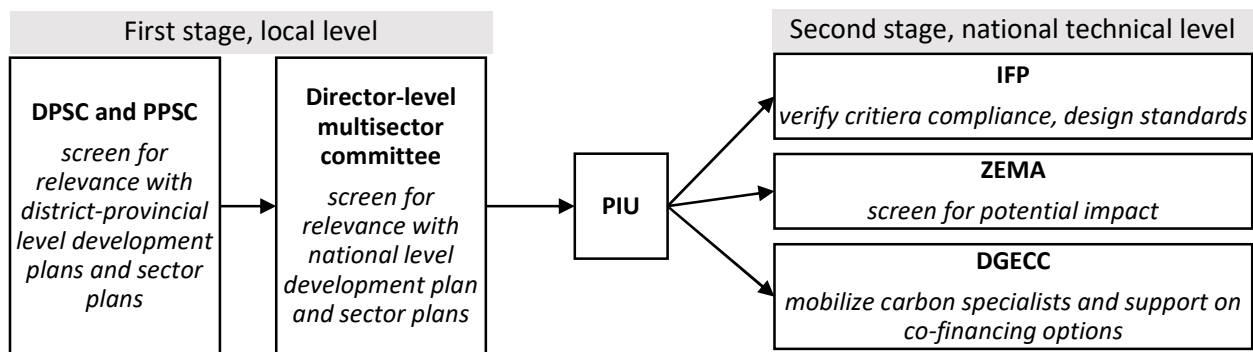 First stage, local level
DPSC and PPSC
screen for
relevance with
district-provincial
level development
plans and sector
plans
Director-level
multisector
committee
screen for
relevance with
national level
development plan
and sector plans
PIU
Second stage, national technical level
IFP
verify critiera compliance, design standards
ZEMA
screen for potential impact
DGECC
mobilize carbon specialists and support on
co-financing options